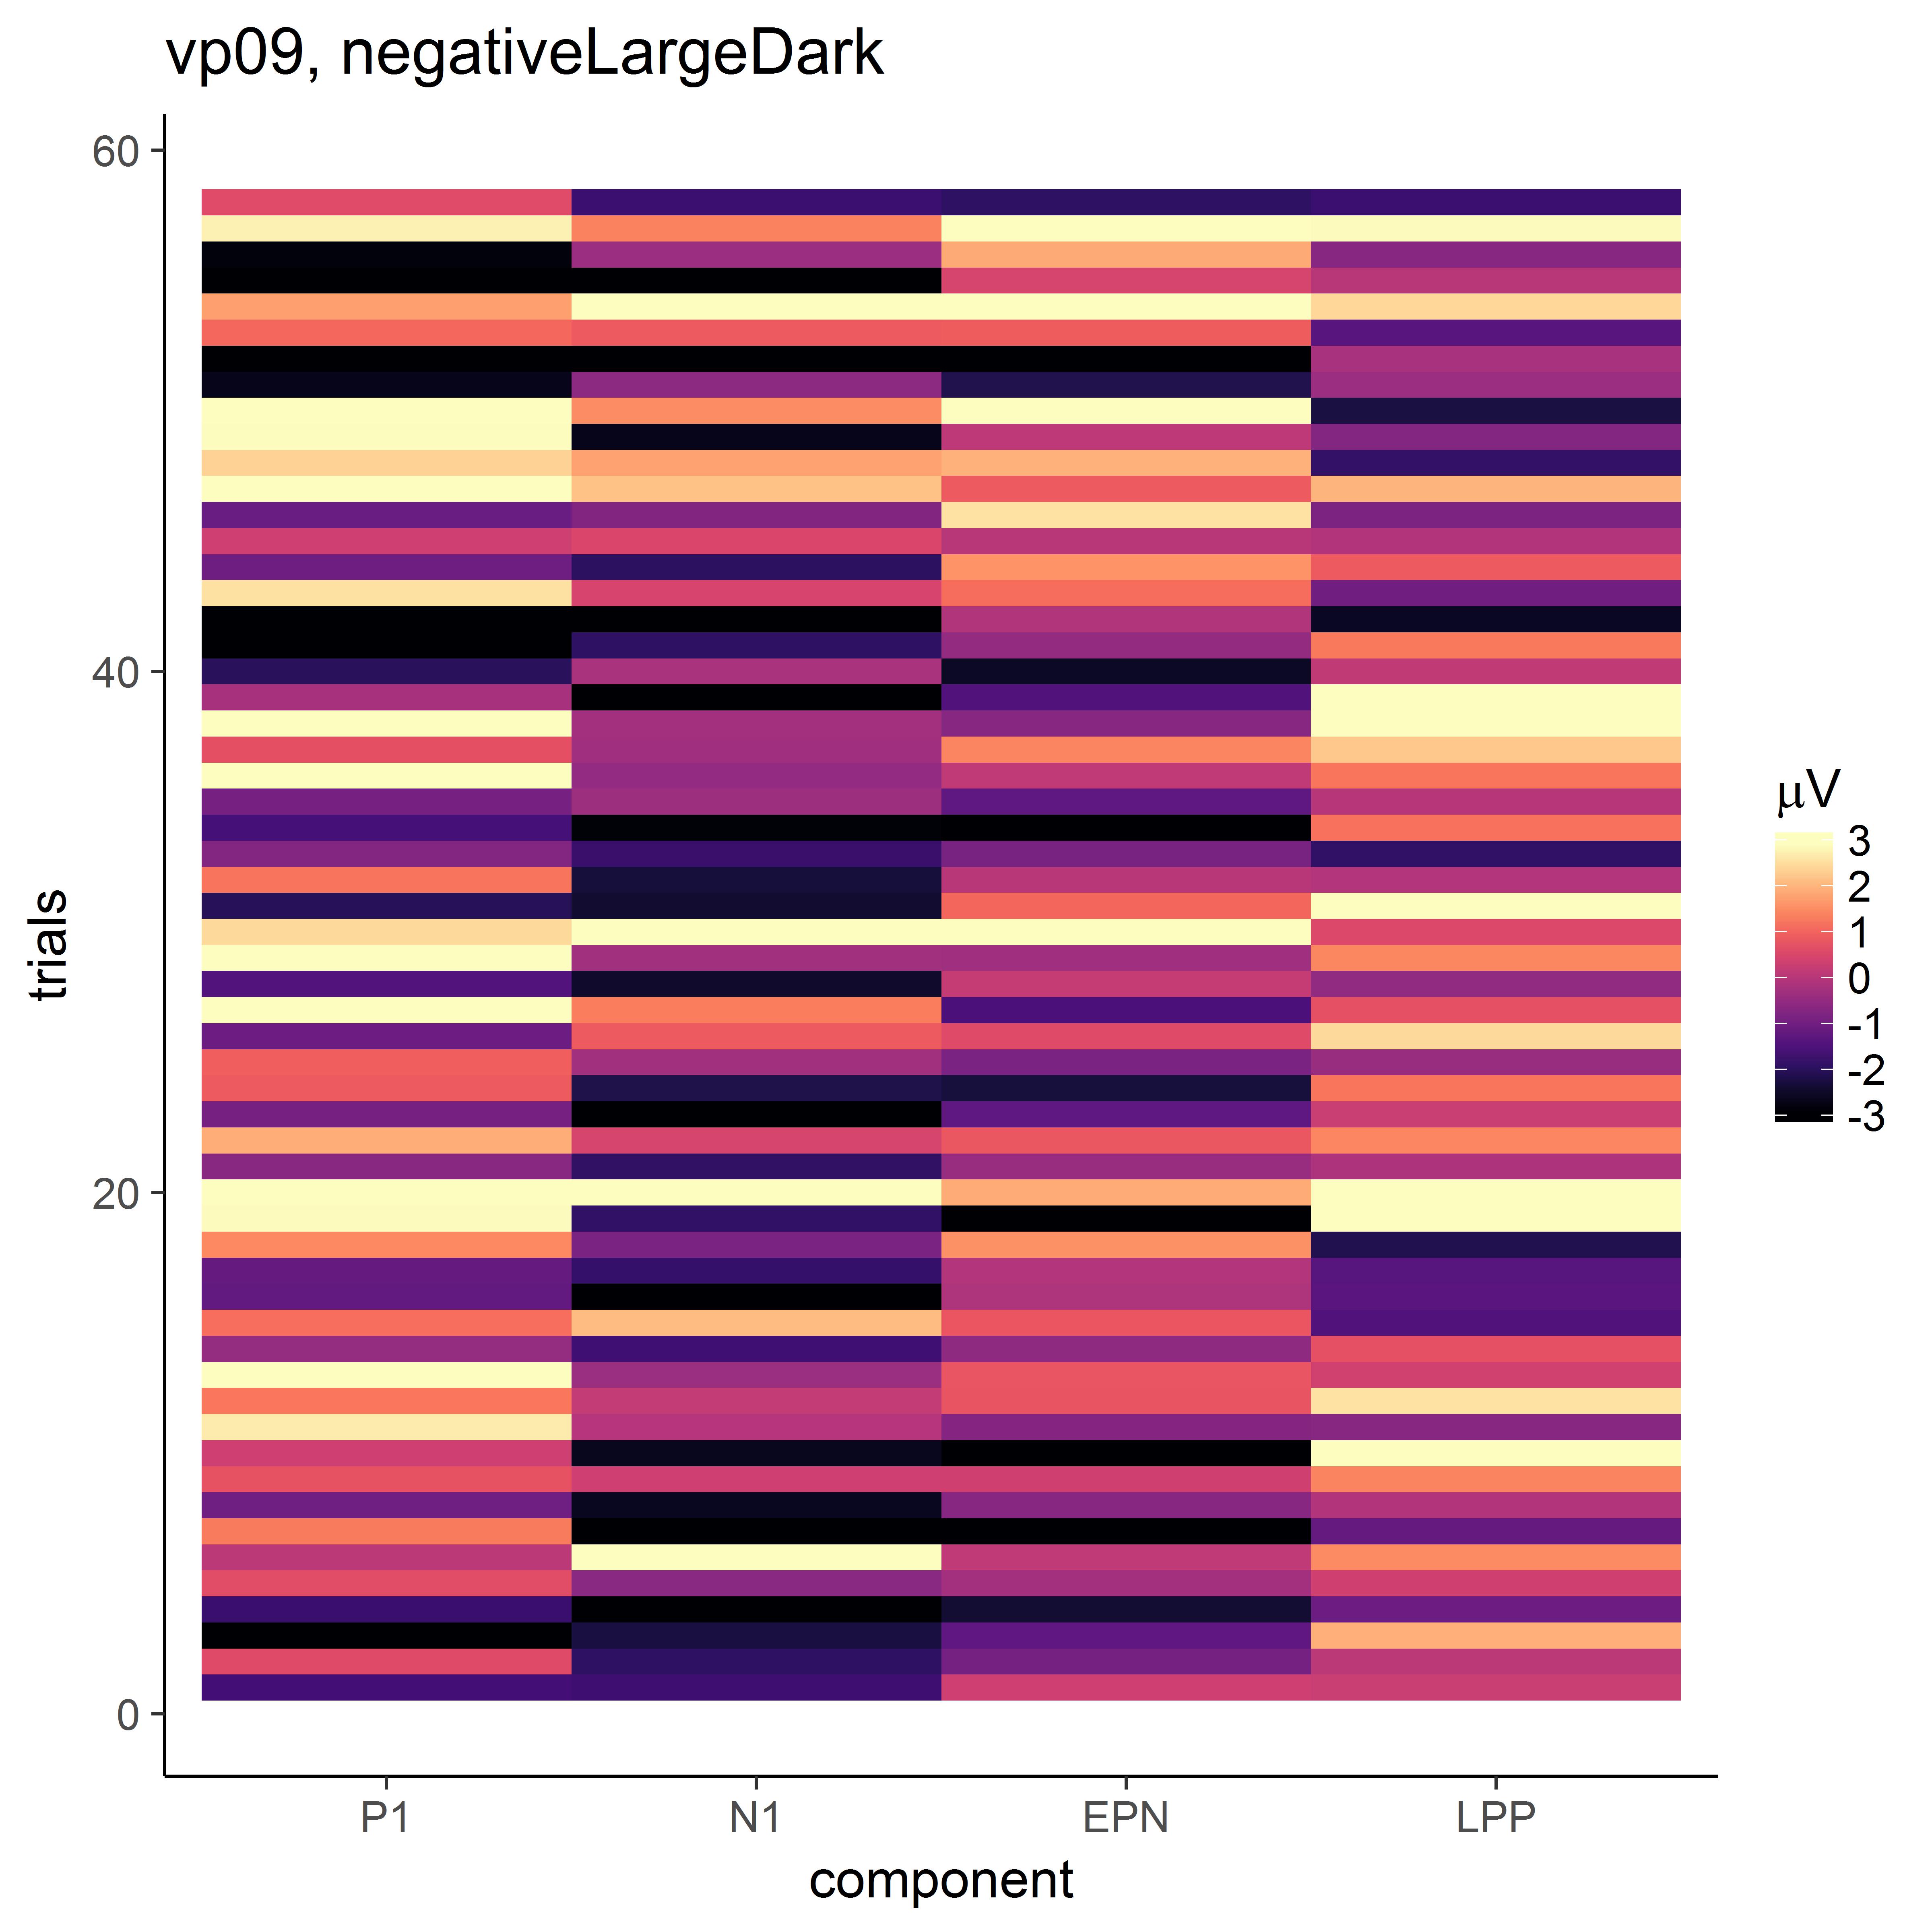 vp09, negativeLargeDark
60
40
20
0
trials
P1 N1 EPN LPP
component
μV
3
2
1
0
-1
-2
-3